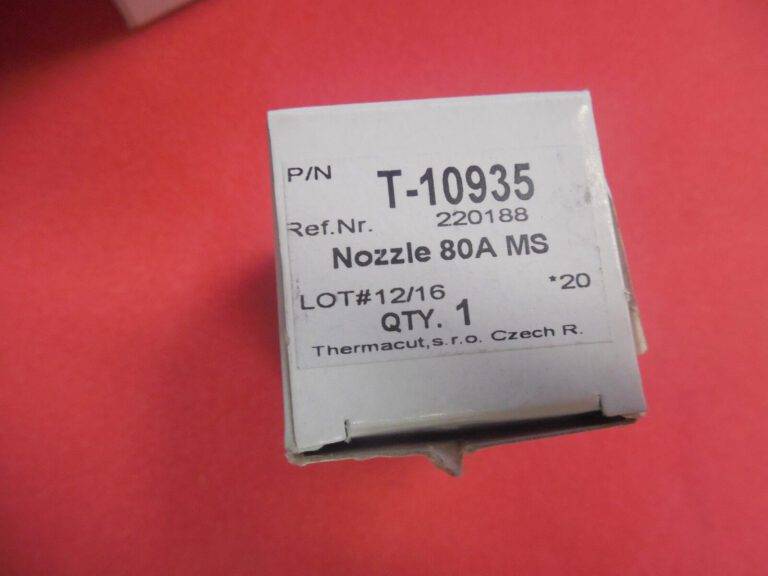 P/N T-10935
Ref.Nr. 220188
Nozzle 80A MS
LOT#12/16 *20
QTY. 1
Thermacut,s.r.o. Czech R.